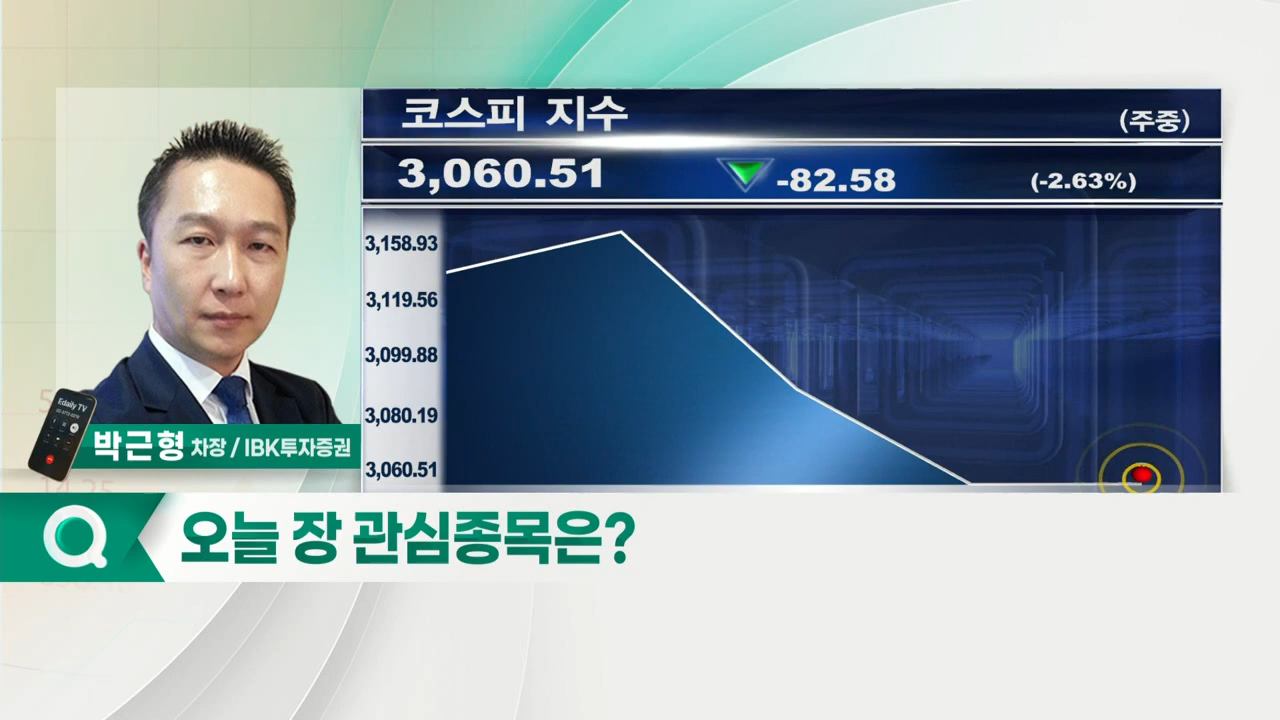 코스피 지수
(주중)
3,060.51
-82.58
(-2.63%)
3,158.93
3,119.56
3,099.88
3,080.19
3,060.51
Edaily TV
박근형 차장 / IBK투자증권
Q 오늘 장 관심종목은?